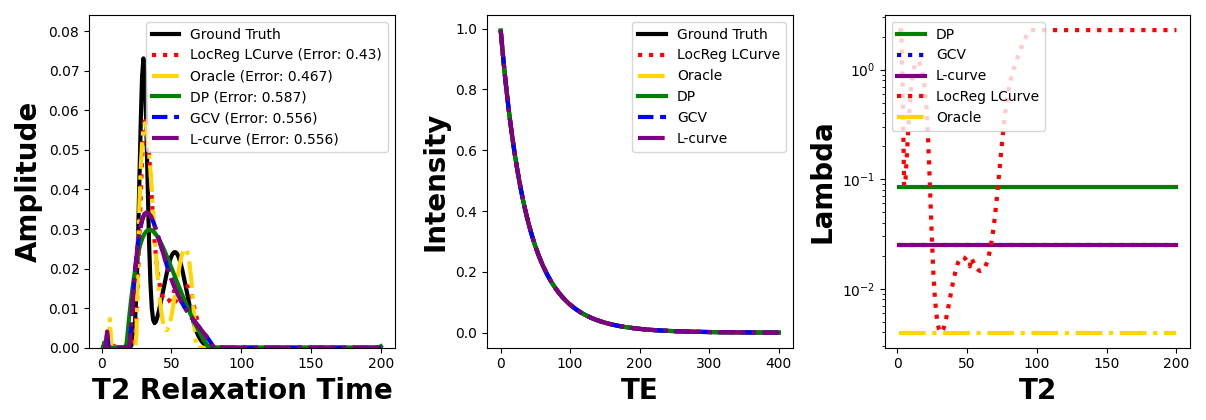 Amplitude
0.08
0.07
0.06
0.05
0.04
0.03
0.02
0.01
0.00
0
50
100
150
200
T2 Relaxation Time
Ground Truth
LocReg LCurve (Error: 0.43)
Oracle (Error: 0.467)
DP (Error: 0.587)
GCV (Error: 0.556)
L-curve (Error: 0.556)
Intensity
1.0
0.8
0.6
0.4
0.2
0.0
0
100
200
300
400
TE
Ground Truth
LocReg LCurve
Oracle
DP
GCV
L-curve
Lambda
10⁰
10⁻¹
10⁻²
0
50
100
150
200
T2
DP
GCV
L-curve
LocReg LCurve
Oracle